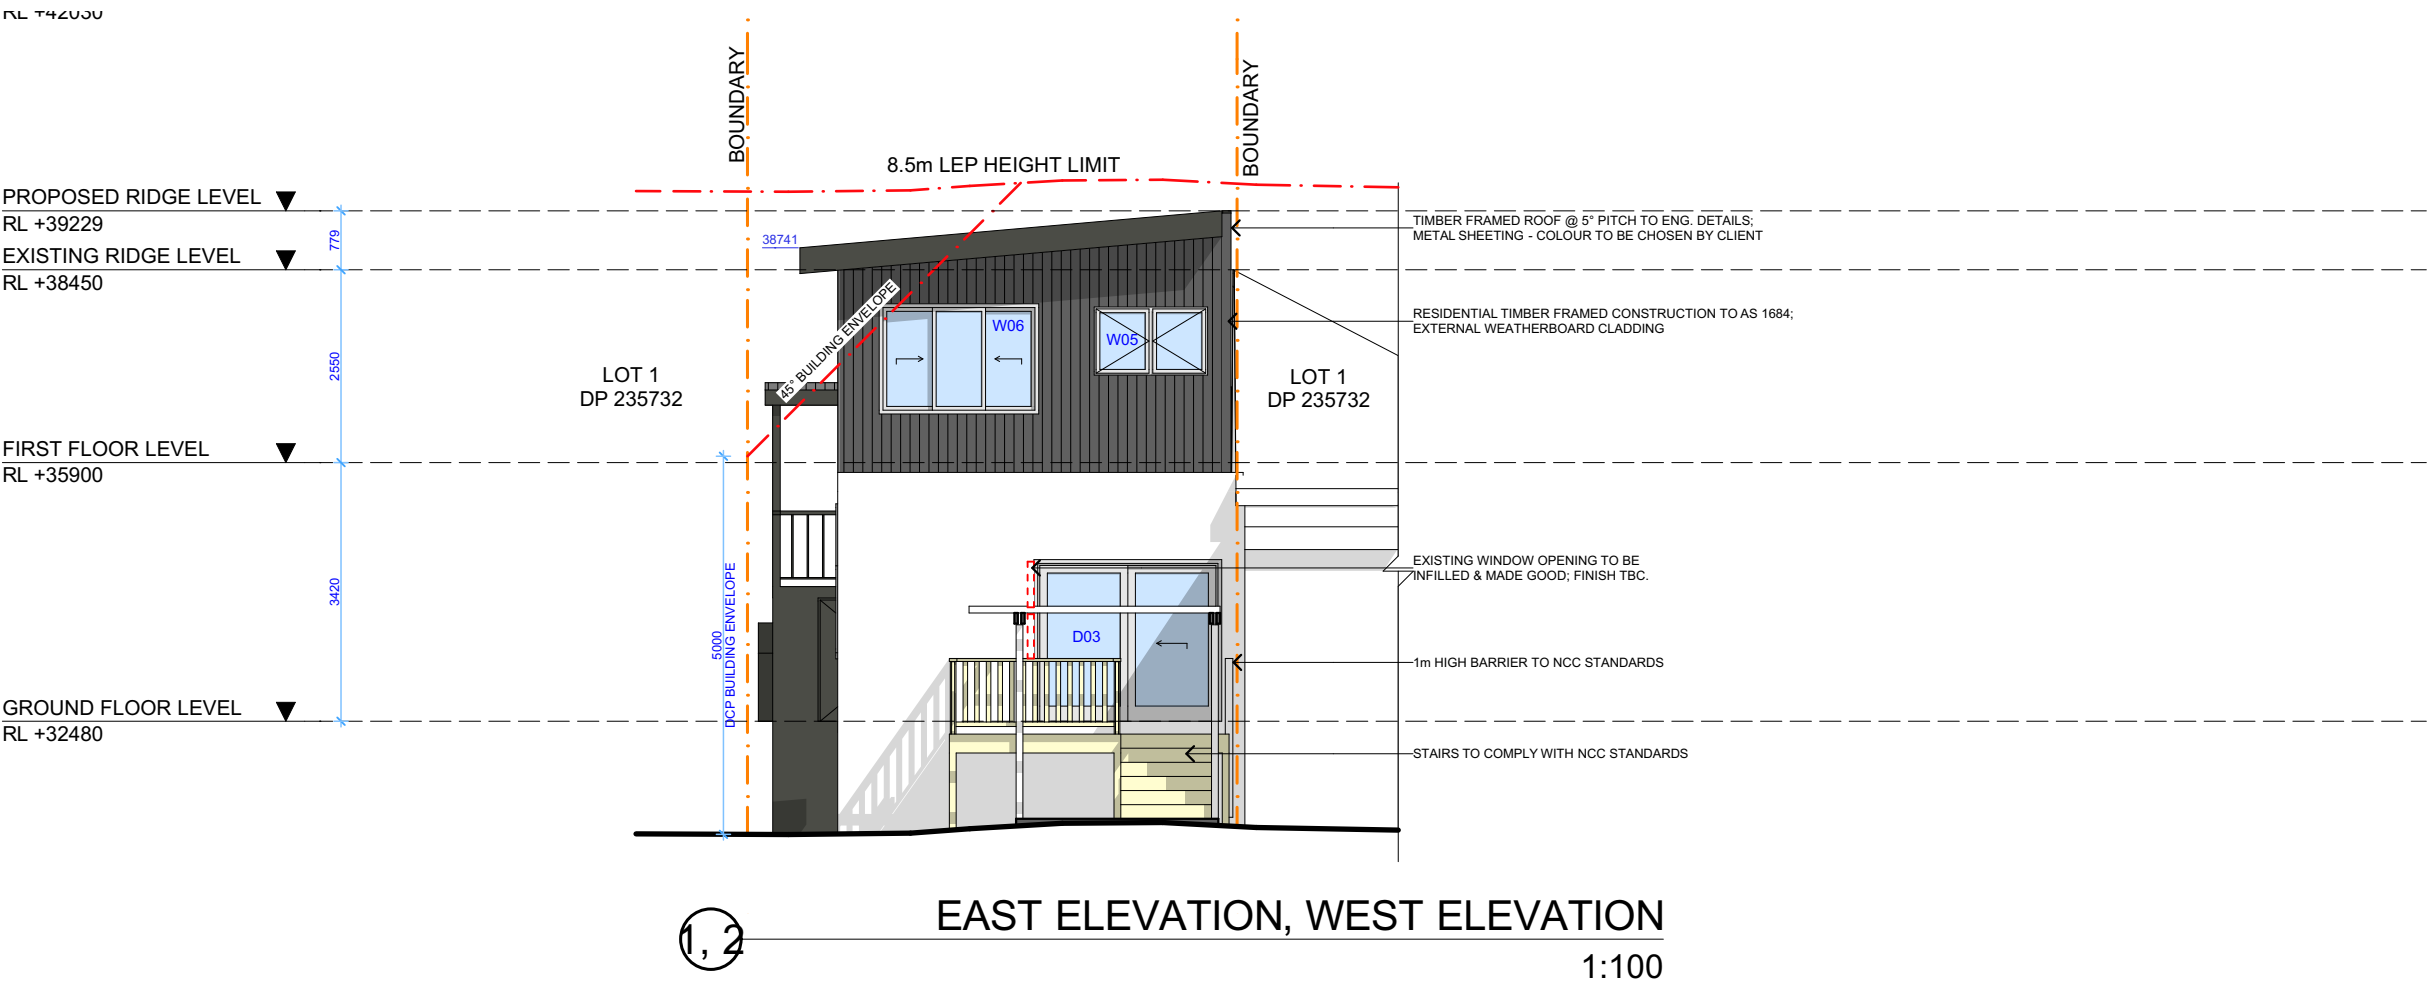 RL +42030
BOUNDARY
BOUNDARY
8.5m LEP HEIGHT LIMIT
PROPOSED RIDGE LEVEL
RL +39229
779
38741
TIMBER FRAMED ROOF @ 5° PITCH TO ENG. DETAILS;
METAL SHEETING - COLOUR TO BE CHOSEN BY CLIENT
EXISTING RIDGE LEVEL
RL +38450
45° BUILDING ENVELOPE
W06
W05
RESIDENTIAL TIMBER FRAMED CONSTRUCTION TO AS 1684;
EXTERNAL WEATHERBOARD CLADDING
2550
LOT 1
DP 235732
LOT 1
DP 235732
FIRST FLOOR LEVEL
RL +35900
3420
5000
DCP BUILDING ENVELOPE
EXISTING WINDOW OPENING TO BE
INFILLED & MADE GOOD; FINISH TBC.
D03
1m HIGH BARRIER TO NCC STANDARDS
GROUND FLOOR LEVEL
RL +32480
STAIRS TO COMPLY WITH NCC STANDARDS
1, 2
EAST ELEVATION, WEST ELEVATION
1:100